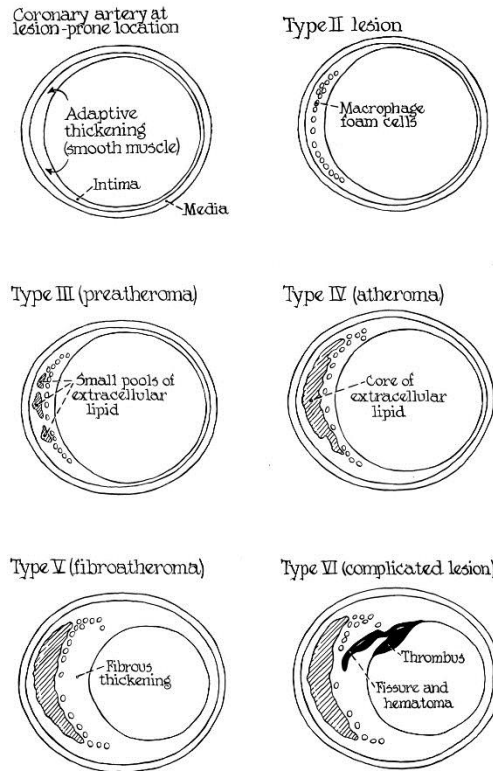 Coronary artery at
lesion-prone location
Adaptive
thickening
(smooth muscle)
Intima
Media
Type II lesion
Macrophage
foam cells
Type III (preatheroma)
Small pools of
extracellular
lipid
Type IV (atheroma)
Core of
extracellular
lipid
Type V (fibroatheroma)
Fibrous
thickening
Type VI (complicated lesion)
Thrombus
Fissure and
hematoma